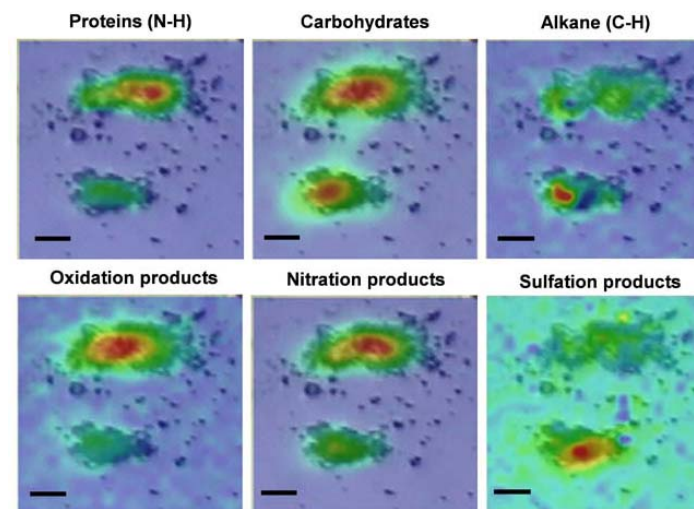 Proteins (N-H)
Carbohydrates
Alkane (C-H)
Oxidation products
Nitration products
Sulfation products